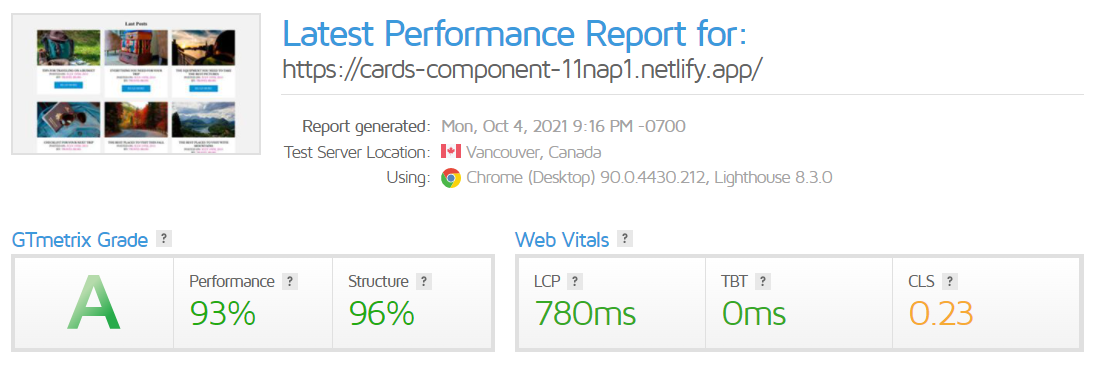 Latest Performance Report for:
https://cards-component-11nap1.netlify.app/
Report generated: Mon, Oct 4, 2021 9:16 PM -0700
Test Server Location: Vancouver, Canada
Using: Chrome (Desktop) 90.0.4430.212, Lighthouse 8.3.0
Last Posts
GTmetrix Grade ?
Web Vitals ?
A
Performance ?
93%
Structure ?
96%
LCP ?
780ms
TBT ?
0ms
CLS ?
0.23